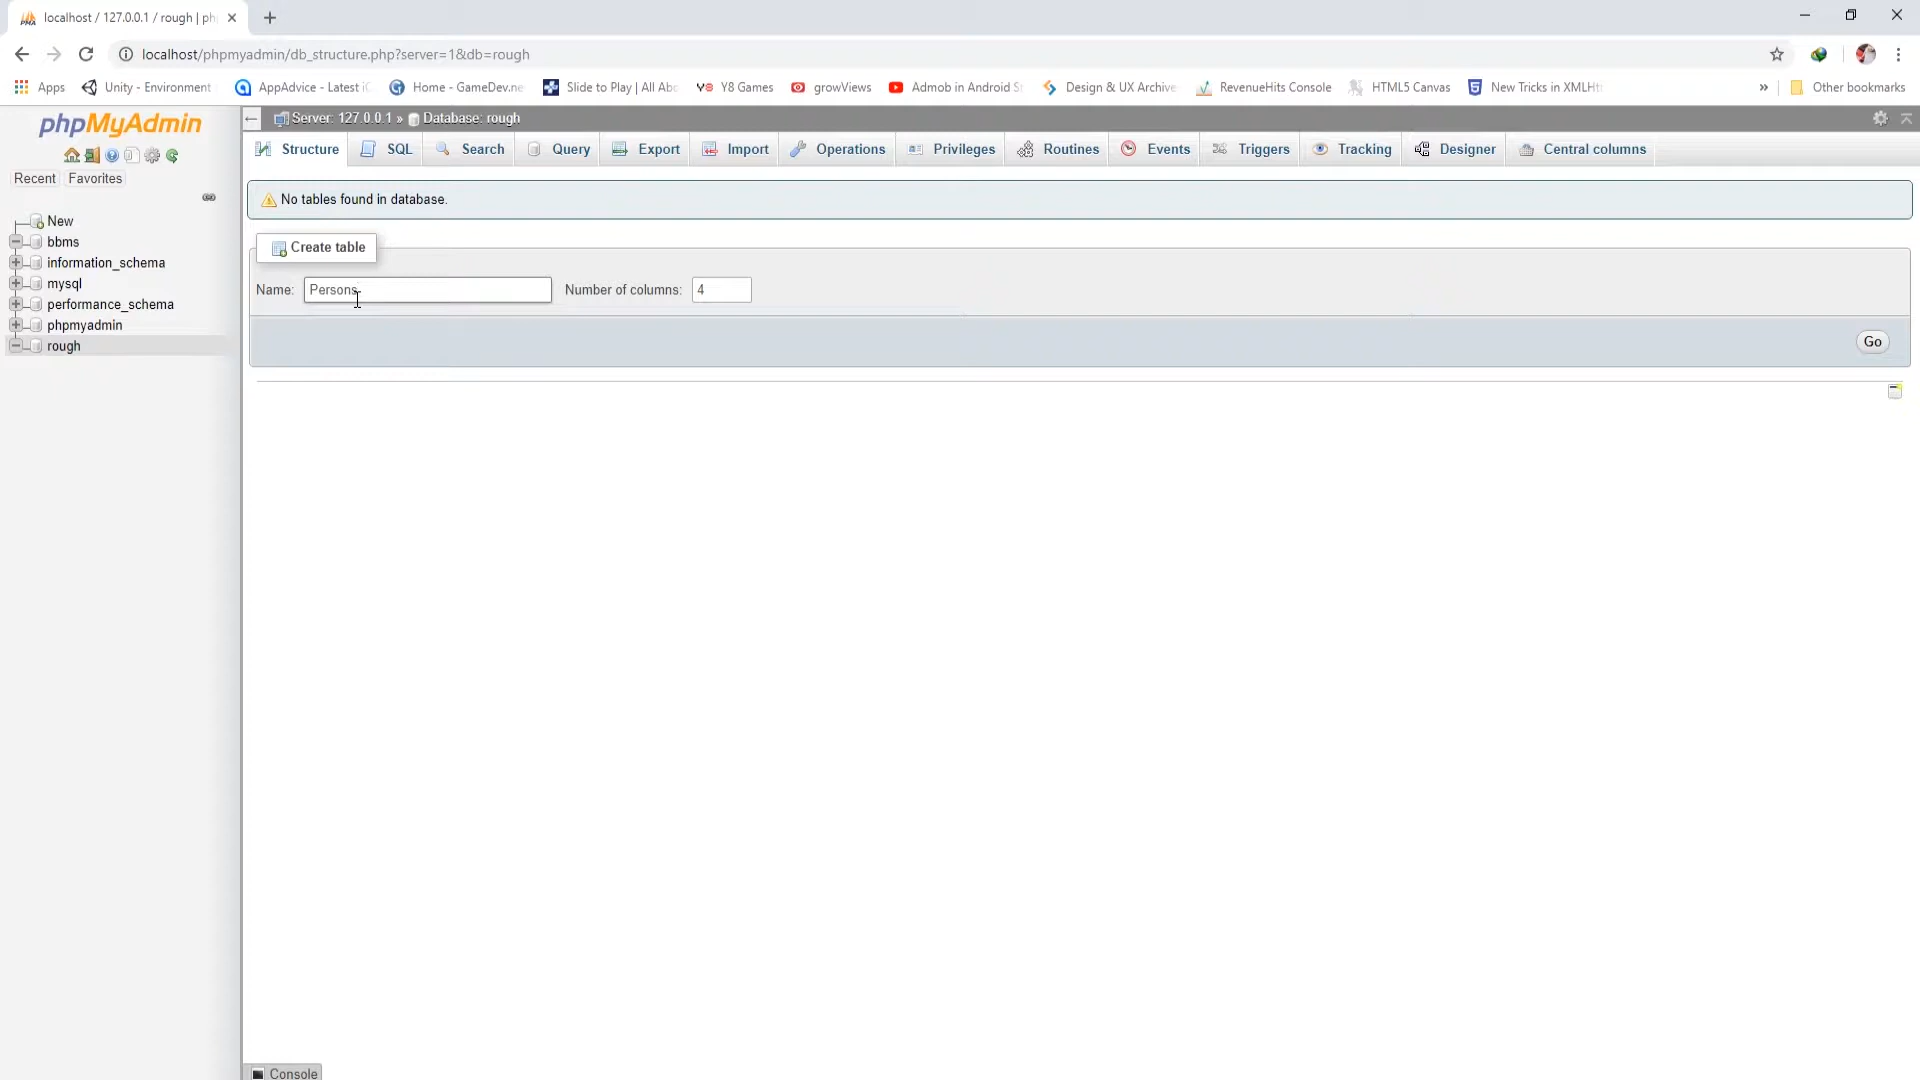 localhost / 127.0.0.1 / rough | ph
localhost/phpmyadmin/db_structure.php?server=1&db=rough
Apps Unity - Environment AppAdvice - Latest iO Home - GameDev.ne Slide to Play | All Abo Y8 Games growViews Admob in Android S Design & UX Archive RevenueHits Console HTML5 Canvas New Tricks in XMLHt » Other bookmarks
phpMyAdmin
Recent Favorites
New
bbms
information_schema
mysql
performance_schema
phpmyadmin
rough
Server: 127.0.0.1 » Database: rough
Structure SQL Search Query Export Import Operations Privileges Routines Events Triggers Tracking Designer Central columns
No tables found in database.
Create table
Name: Persons Number of columns: 4
Go
Console